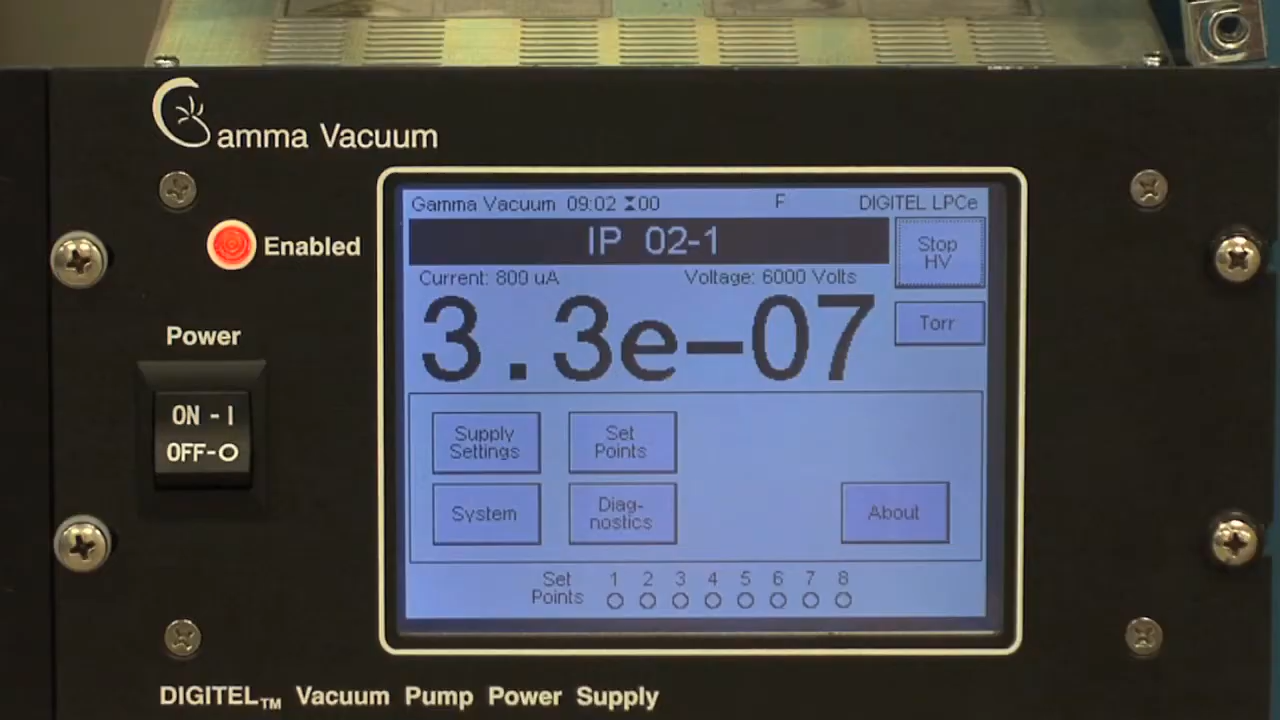 Gamma Vacuum
Gamma Vacuum 09:02 00 F DIGITEL LPCe
IP 02-1
Stop
HV
Enabled
Current: 800 uA Voltage: 6000 Volts
3.3e-07
Torr
Power
ON - I
OFF-O
Supply
Settings
Set
Points
System
Diag-
nostics
About
Set
Points
1 2 3 4 5 6 7 8
DIGITEL™ Vacuum Pump Power Supply